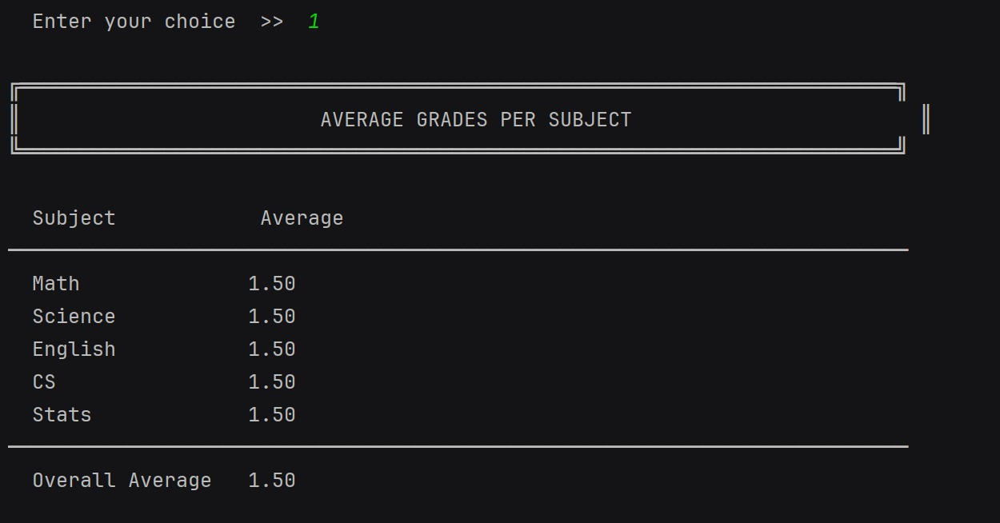 Enter your choice  >>  1
AVERAGE GRADES PER SUBJECT
Subject            Average
Math              1.50
Science           1.50
English           1.50
CS                1.50
Stats             1.50
Overall Average   1.50